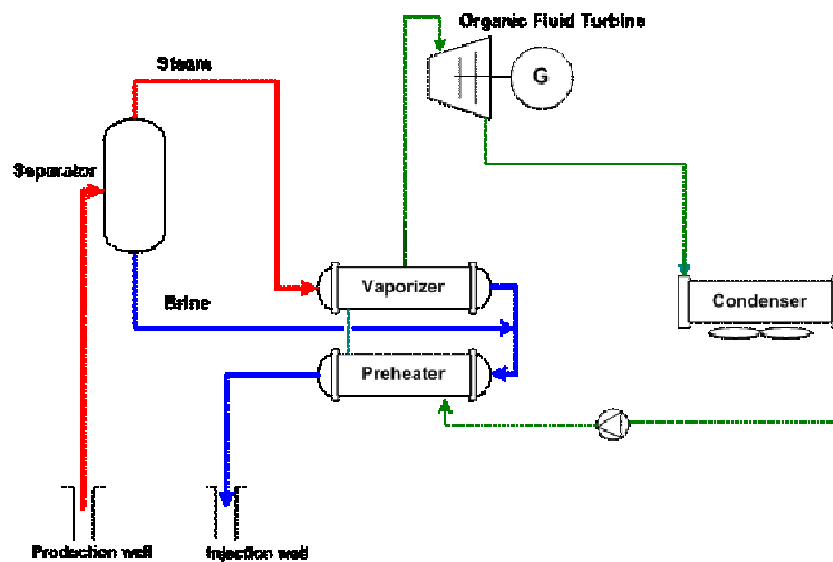 Organic Fluid Turbine
Steam
G
Separator
Vaporizer
Brine
Condenser
Preheater
Production well
Injection well